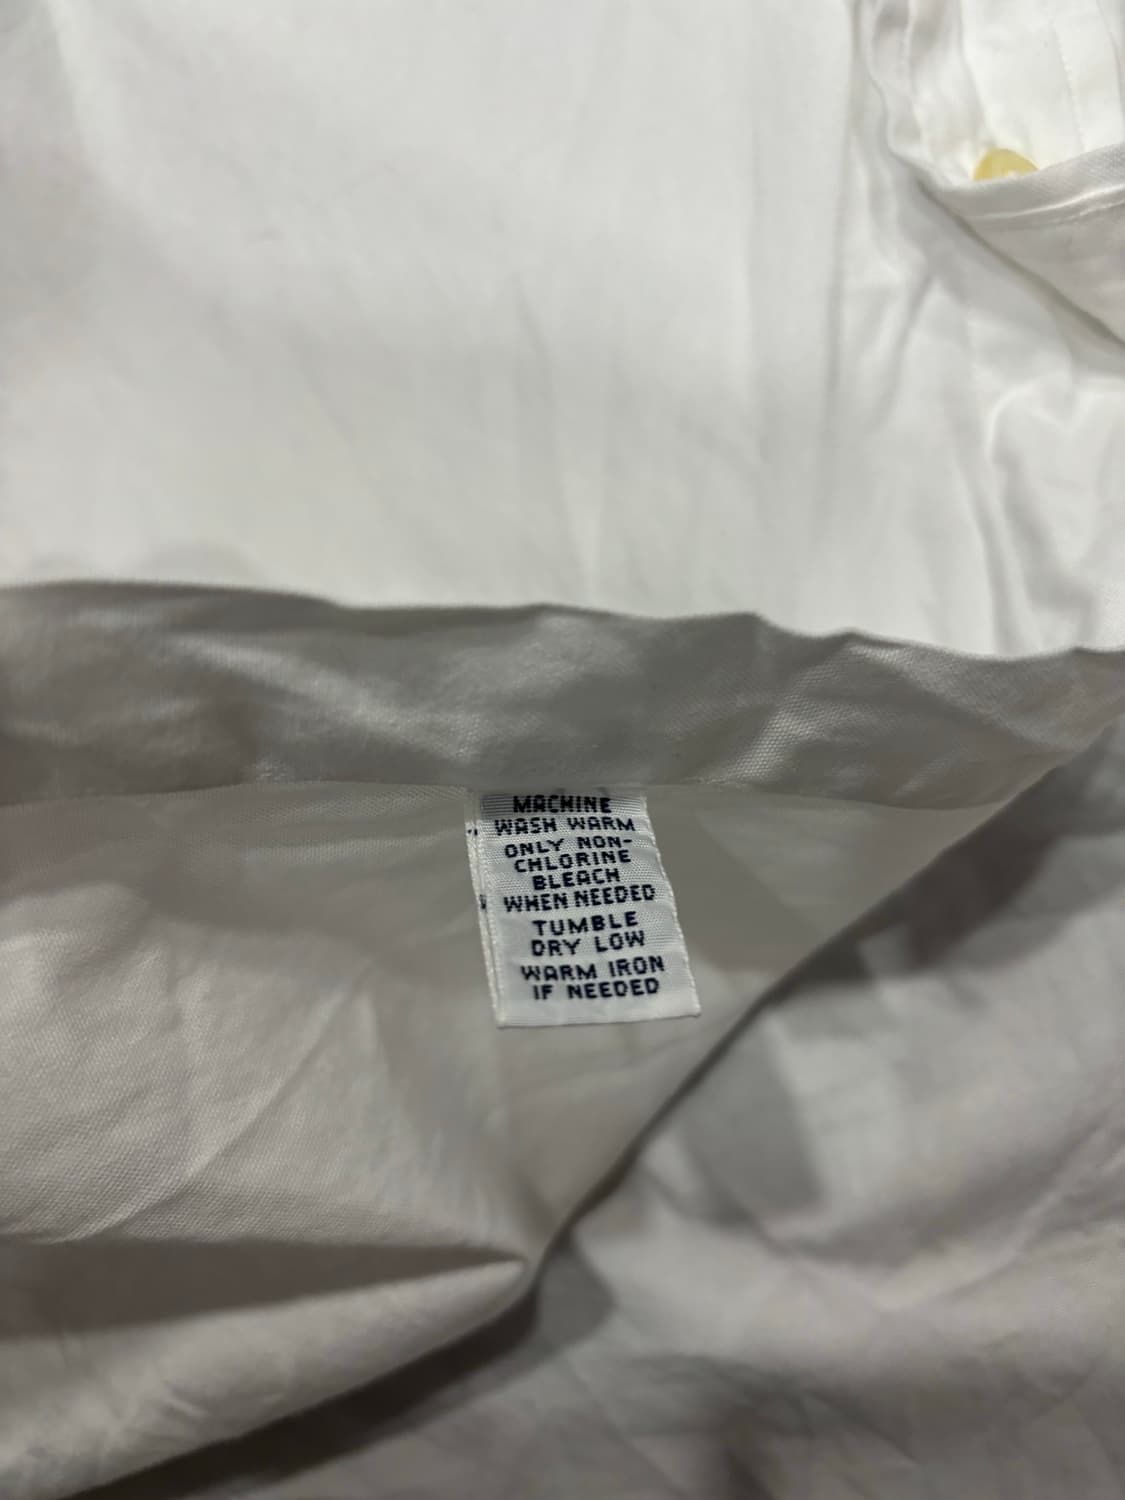 MACHINE
WASH WARM
ONLY NON-
CHLORINE
BLEACH
WHEN NEEDED
TUMBLE
DRY LOW
WARM IRON
IF NEEDED